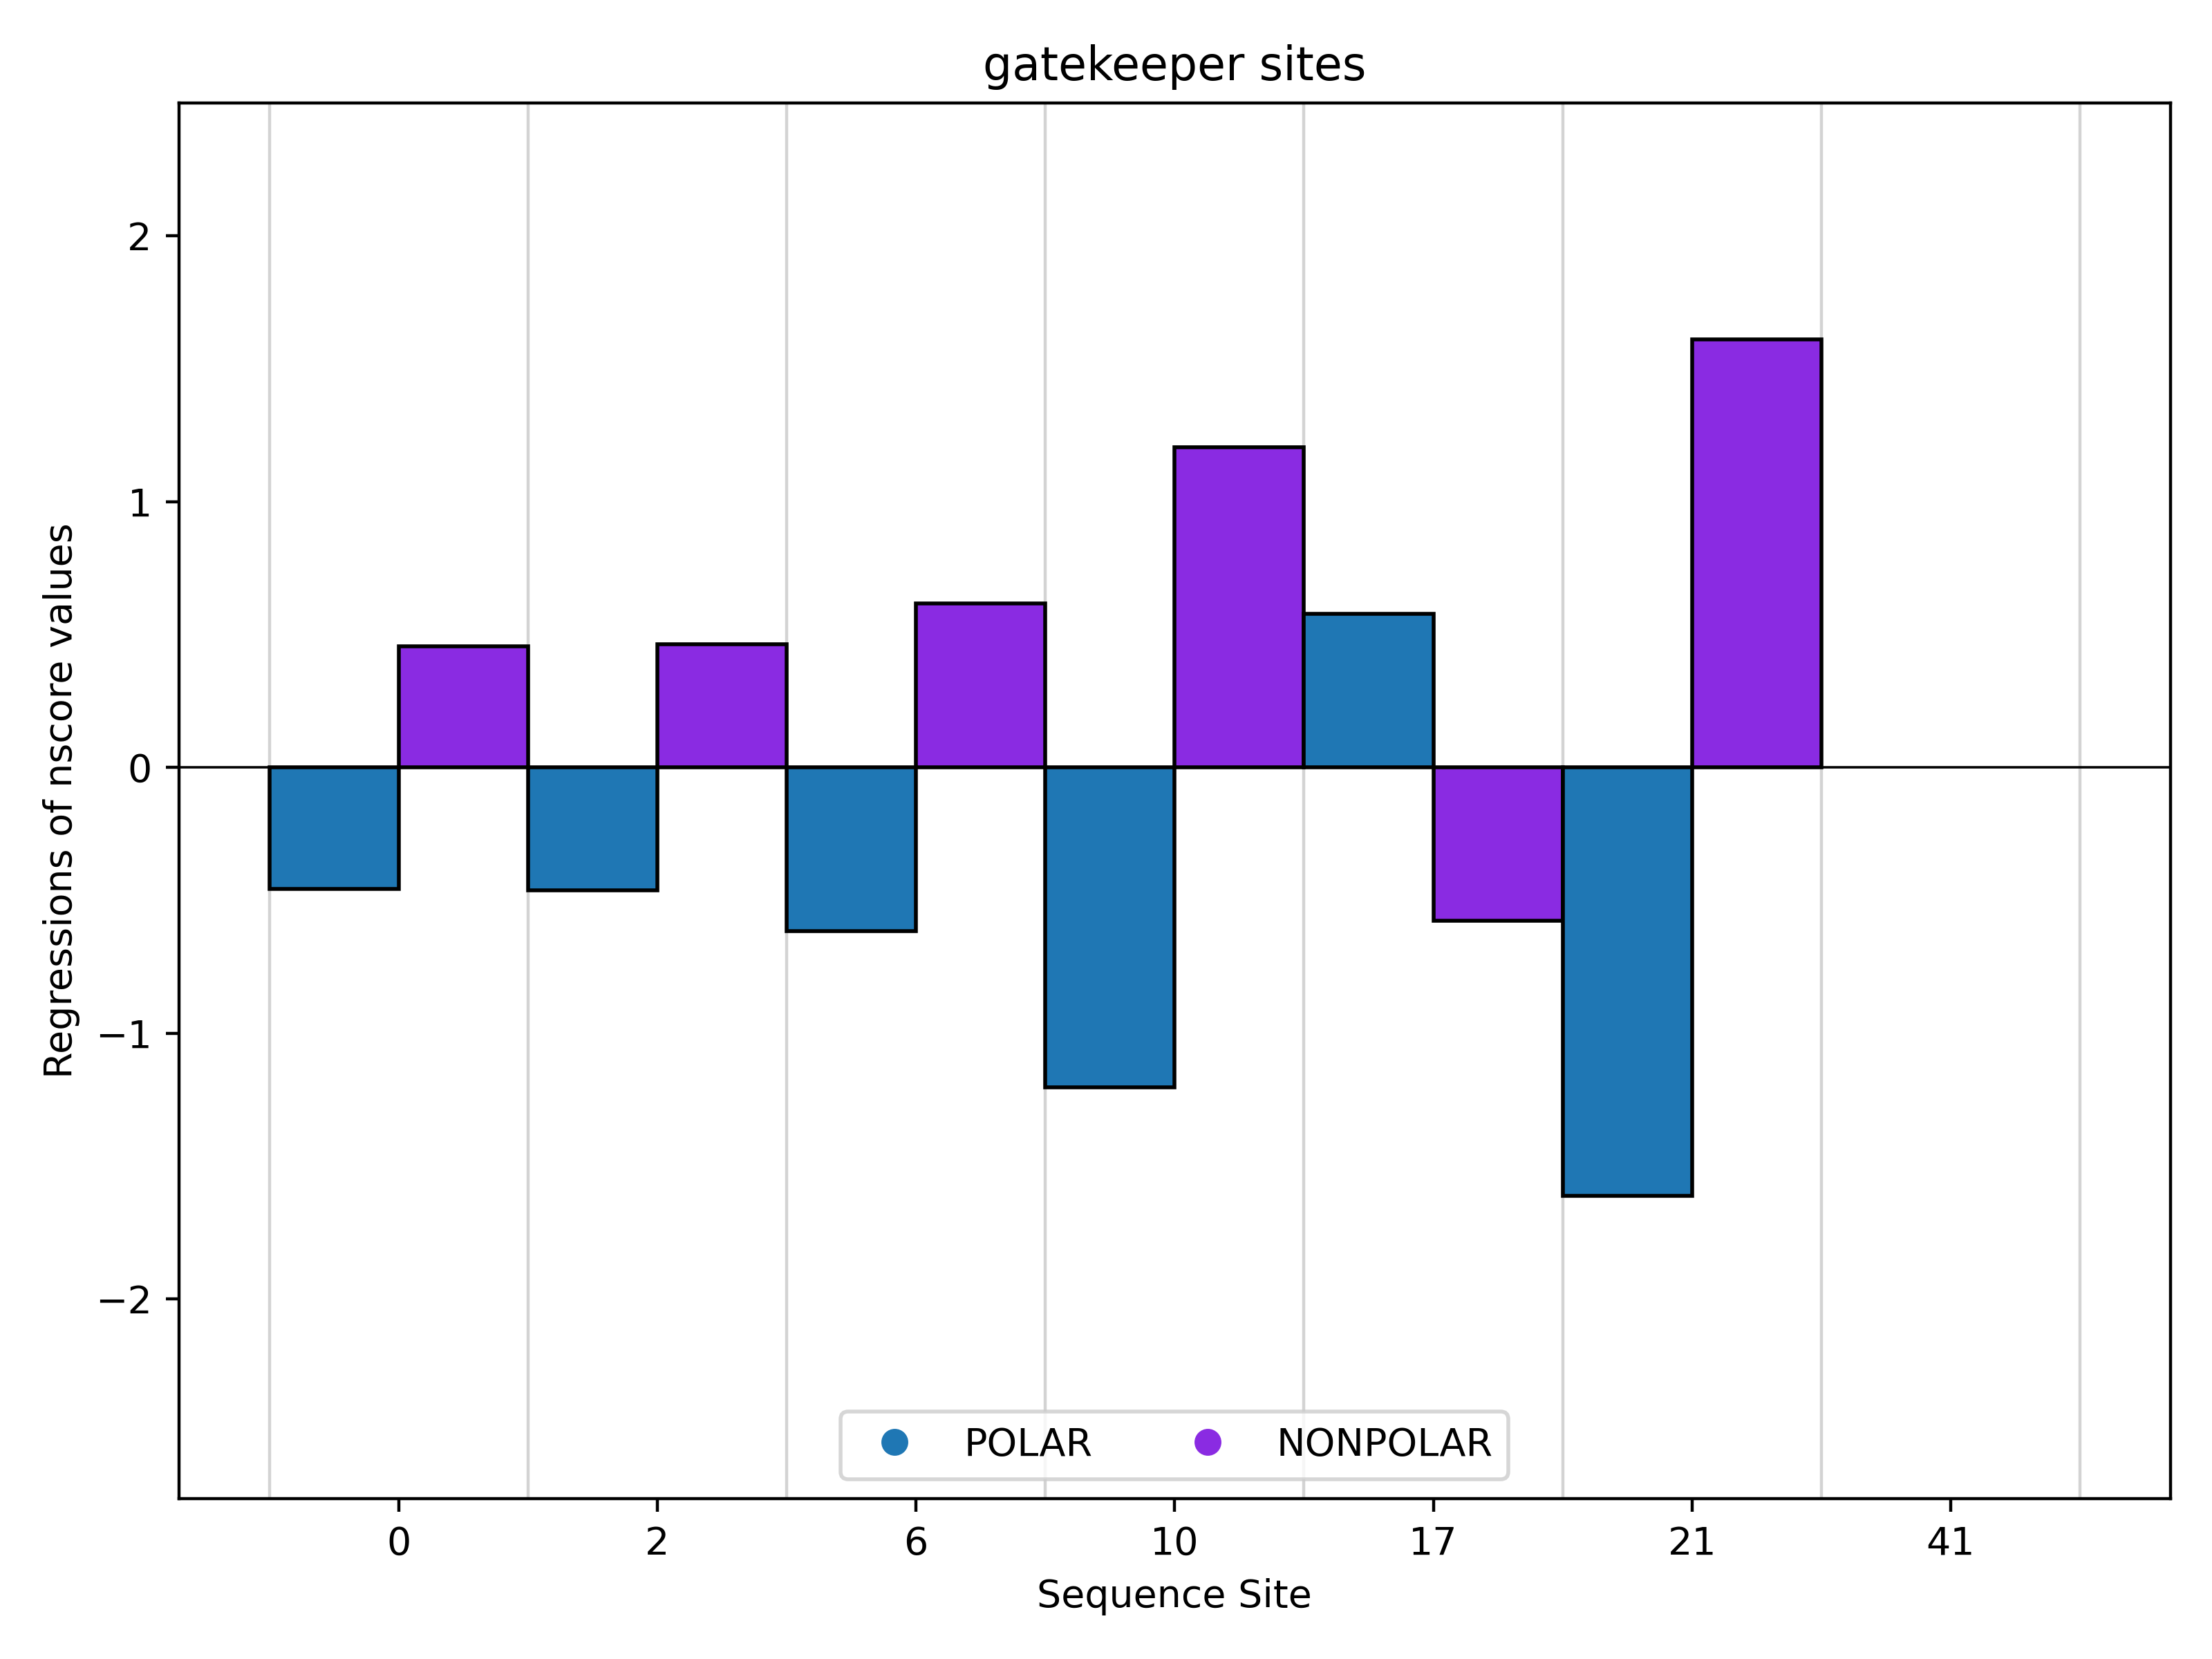 gatekeeper sites
Regressions of nscore values
2
1
0
−1
−2
POLAR NONPOLAR
0 2 6 10 17 21 41
Sequence Site